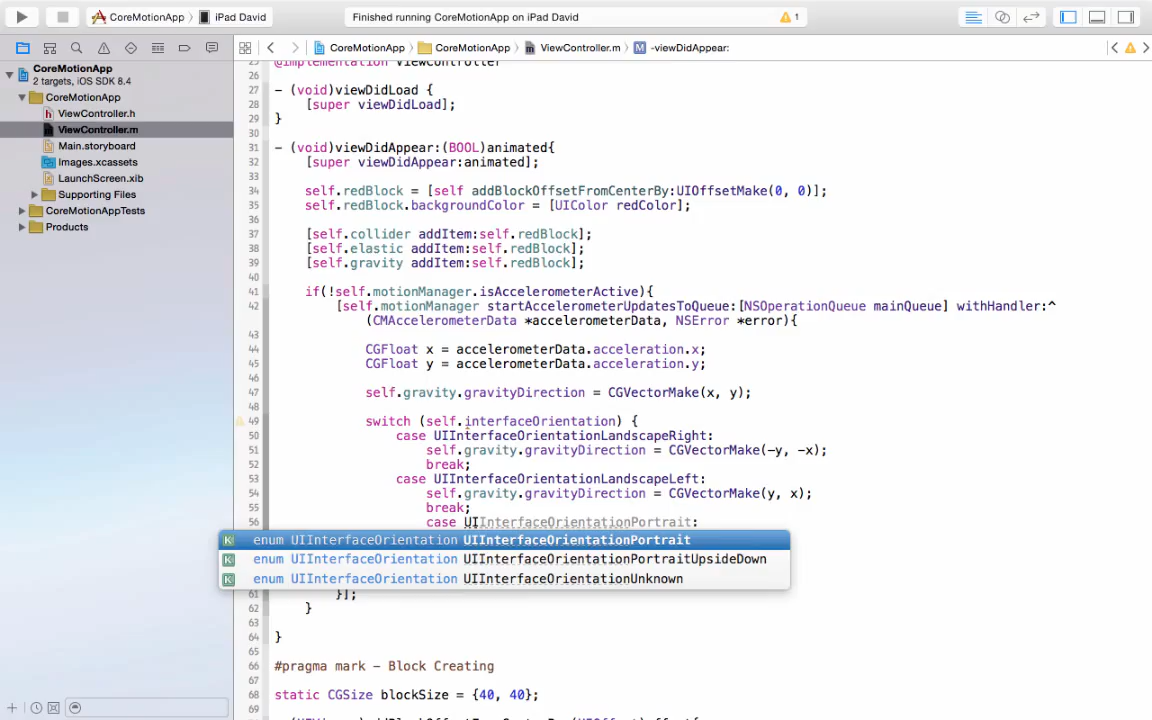 CoreMotionApp iPad David Finished running CoreMotionApp on iPad David 1
CoreMotionApp CoreMotionApp ViewController.m M -viewDidAppear:
CoreMotionApp
2 targets, iOS SDK 8.4
CoreMotionApp
ViewController.h
ViewController.m
Main.storyboard
Images.xcassets
LaunchScreen.xib
Supporting Files
CoreMotionAppTests
Products
@implementation ViewController
26
27 - (void)viewDidLoad {
28 [super viewDidLoad];
29 }
30
31 - (void)viewDidAppear:(BOOL)animated{
32 [super viewDidAppear:animated];
33
34 self.redBlock = [self addBlockOffsetFromCenterBy:UIOffsetMake(0, 0)];
35 self.redBlock.backgroundColor = [UIColor redColor];
36
37 [self.collider addItem:self.redBlock];
38 [self.elastic addItem:self.redBlock];
39 [self.gravity addItem:self.redBlock];
40
41 if(!self.motionManager.isAccelerometerActive){
42 [self.motionManager startAccelerometerUpdatesToQueue:[NSOperationQueue mainQueue] withHandler:^
(CMAccelerometerData *accelerometerData, NSError *error){
43
44 CGFloat x = accelerometerData.acceleration.x;
45 CGFloat y = accelerometerData.acceleration.y;
46
47 self.gravity.gravityDirection = CGVectorMake(x, y);
48
49 switch (self.interfaceOrientation) {
50 case UIInterfaceOrientationLandscapeRight:
51 self.gravity.gravityDirection = CGVectorMake(-y, -x);
52 break;
53 case UIInterfaceOrientationLandscapeLeft:
54 self.gravity.gravityDirection = CGVectorMake(y, x);
55 break;
56 case UIInterfaceOrientationPortrait:
K enum UIInterfaceOrientation UIInterfaceOrientationPortrait
K enum UIInterfaceOrientation UIInterfaceOrientationPortraitUpsideDown
K enum UIInterfaceOrientation UIInterfaceOrientationUnknown
61 }];
62 }
63
64 }
65
66 #pragma mark - Block Creating
67
68 static CGSize blockSize = {40, 40};
69